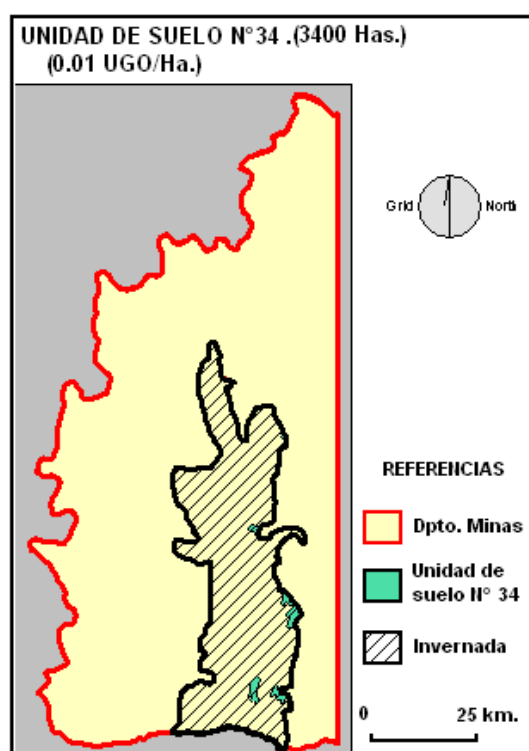 UNIDAD DE SUELO N°34 .(3400 Has.)
(0.01 UGO/Ha.)
Grid North
REFERENCIAS
Dpto. Minas
Unidad de
suelo N° 34
Invernada
0 25 km.